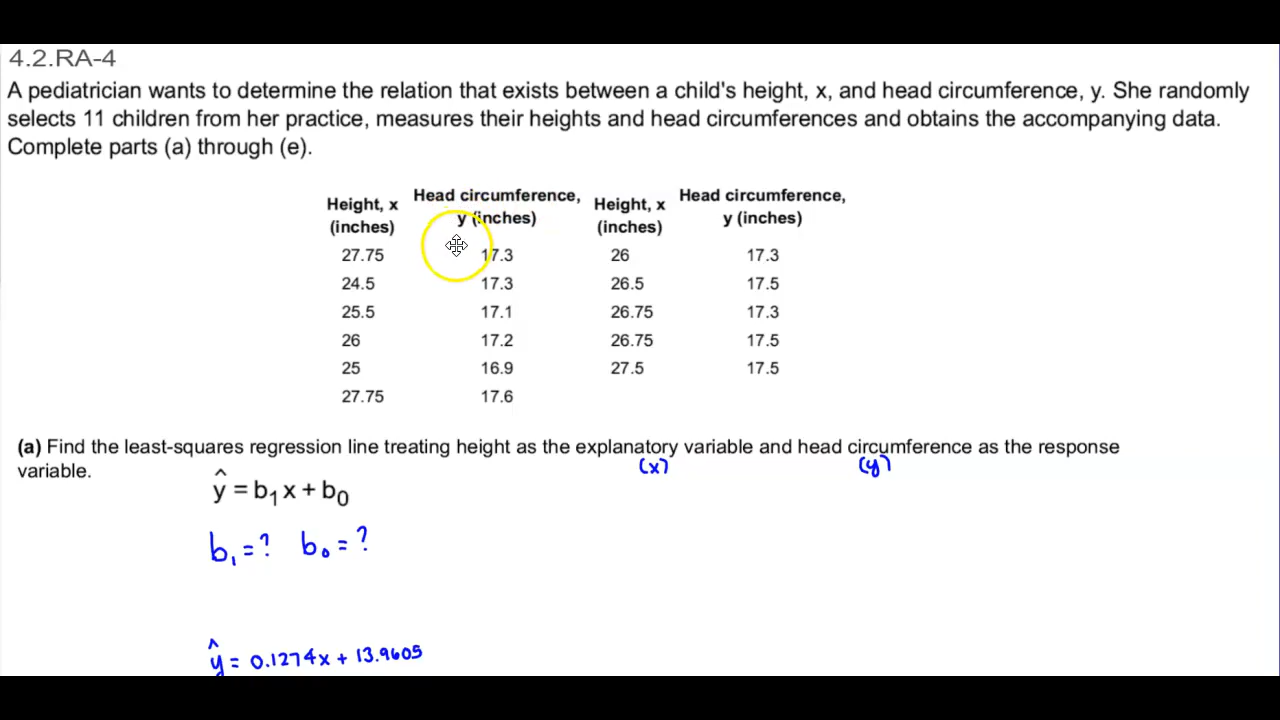 4.2.RA-4
A pediatrician wants to determine the relation that exists between a child's height, x, and head circumference, y. She randomly
selects 11 children from her practice, measures their heights and head circumferences and obtains the accompanying data.
Complete parts (a) through (e).
Height, x Head circumference, Height, x Head circumference,
(inches) y (inches) (inches) y (inches)
27.75 17.3 26 17.3
24.5 17.3 26.5 17.5
25.5 17.1 26.75 17.3
26 17.2 26.75 17.5
25 16.9 27.5 17.5
27.75 17.6
(a) Find the least-squares regression line treating height as the explanatory variable and head circumference as the response
(x) (y)
variable.
ŷ = b₁x + b₀
b₁ = ? b₀ = ?
ŷ = 0.1274x + 13.9605